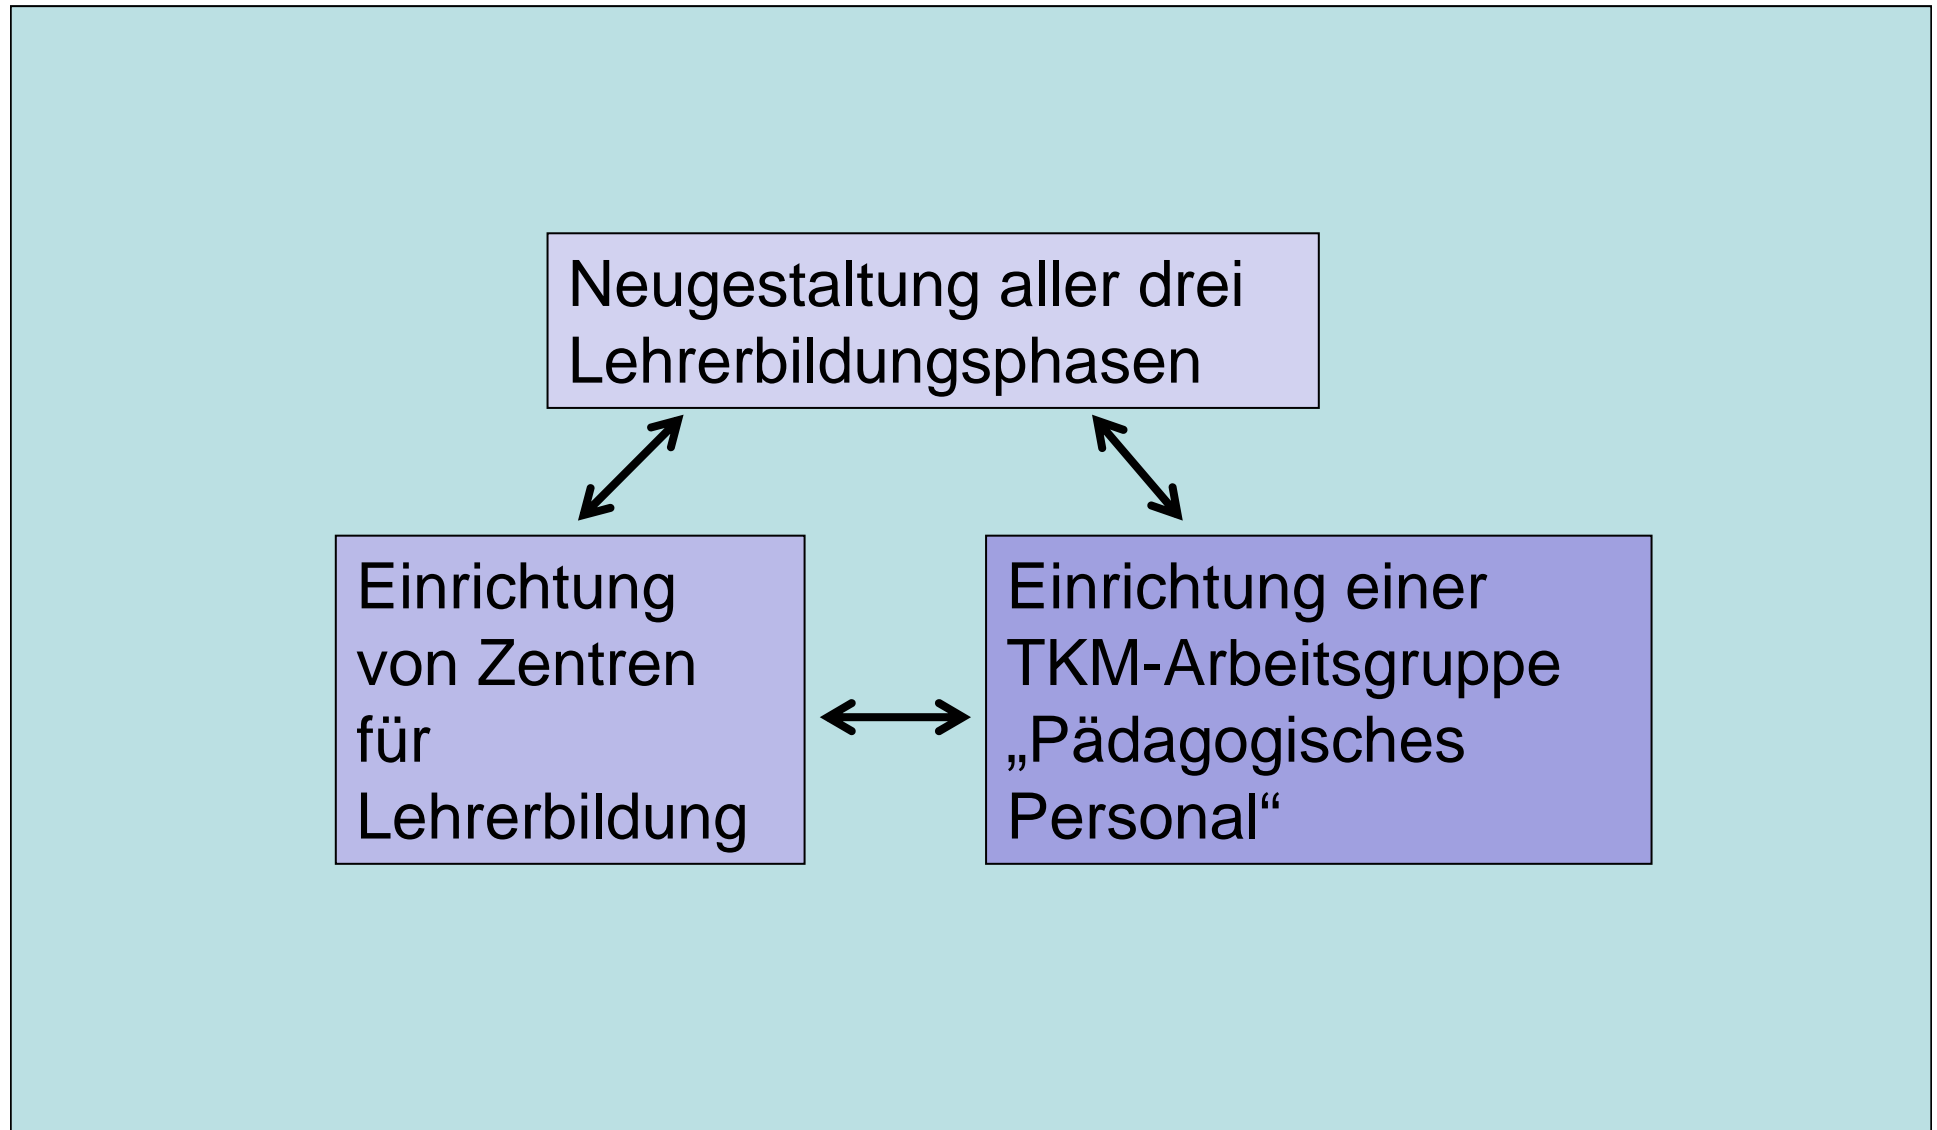 Neugestaltung aller drei
Lehrerbildungsphasen
Einrichtung
von Zentren
für
Lehrerbildung
Einrichtung einer
TKM-Arbeitsgruppe
„Pädagogisches
Personal“